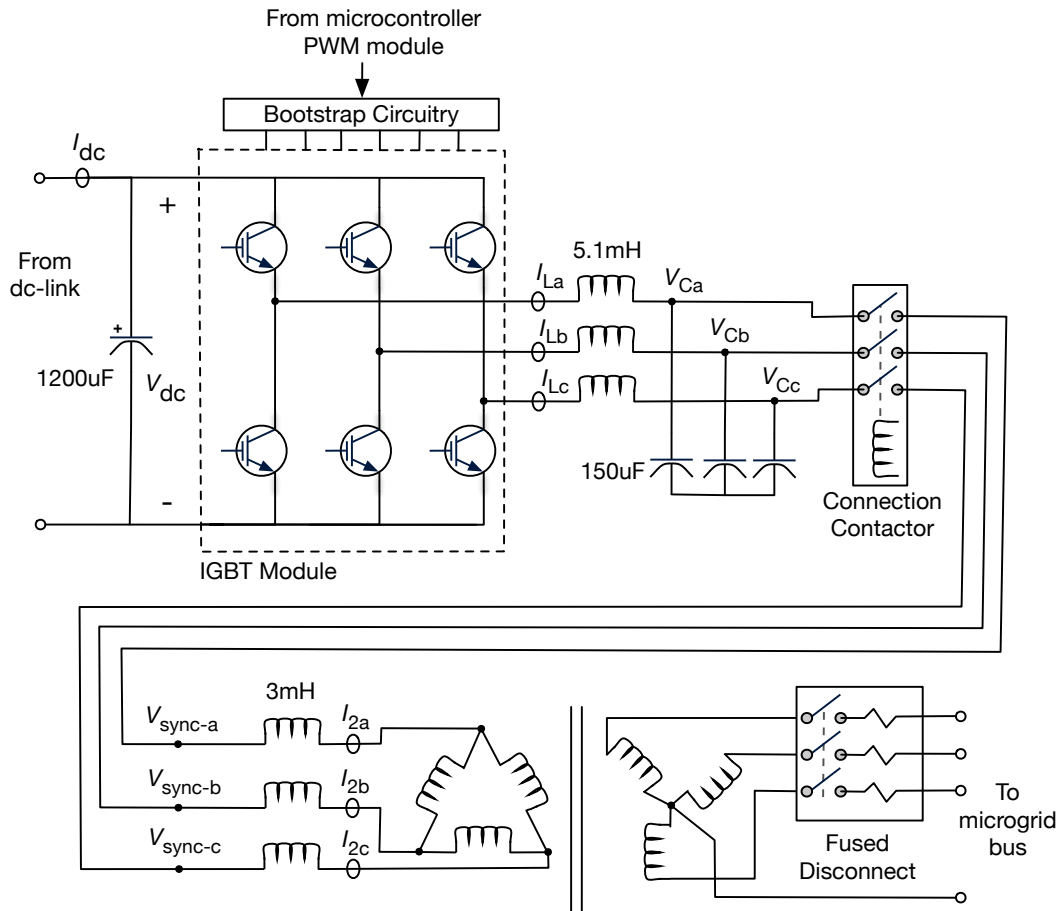 From microcontroller
PWM module
Bootstrap Circuitry
Idc
+
From
dc-link
+
1200uF
Vdc
-
IGBT Module
5.1mH
ILa
VCa
ILb
VCb
ILc
VCc
150uF
Connection
Contactor
3mH
Vsync-a
I2a
Vsync-b
I2b
Vsync-c
I2c
Fused
Disconnect
To
microgrid
bus